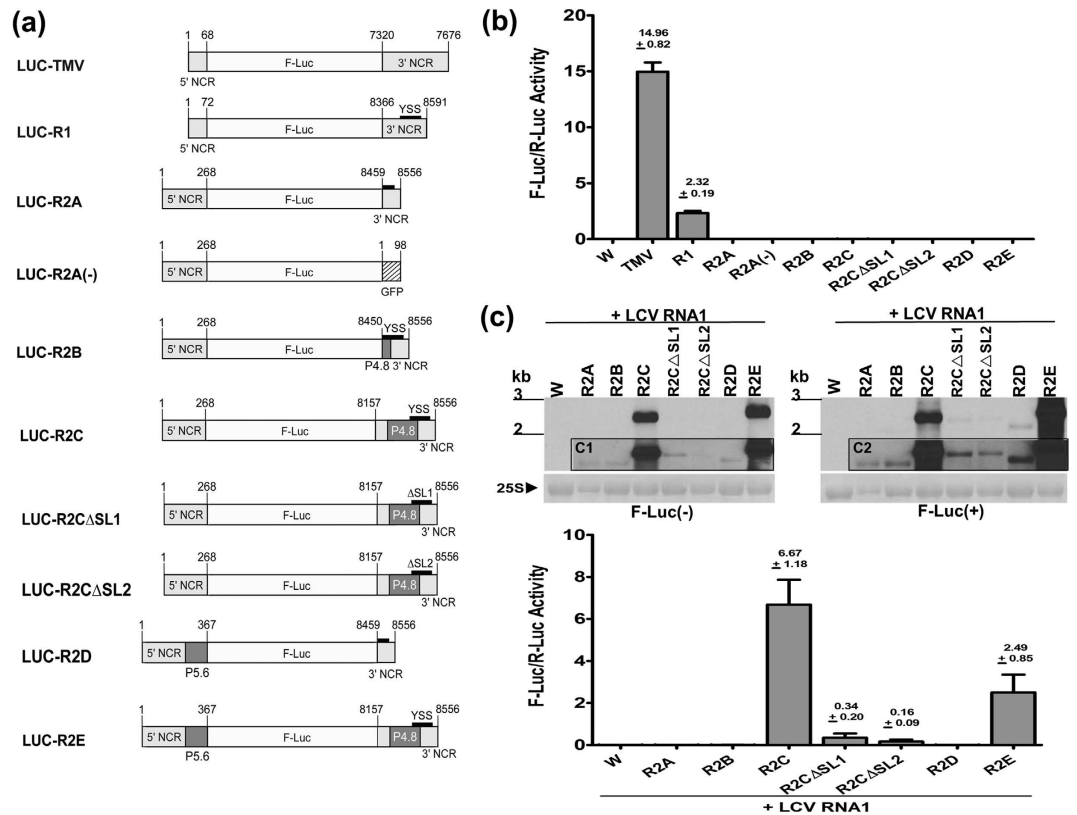 (a)
1 68 7320 7676
LUC-TMV
F-Luc 3' NCR
5' NCR
1 72 8366 YSS 8591
LUC-R1
F-Luc 3' NCR
5' NCR
1 268 8459 8556
LUC-R2A
5' NCR F-Luc
3' NCR
1 268 1 98
LUC-R2A(-)
5' NCR F-Luc
GFP
1 268 8450 8556
YSS
LUC-R2B
5' NCR F-Luc
P4.8 3' NCR
1 268 8157 8556
YSS
LUC-R2C
5' NCR F-Luc P4.8
3' NCR
1 268 8157 8556
ΔSL1
LUC-R2CΔSL1
5' NCR F-Luc P4.8
3' NCR
1 268 8157 8556
ΔSL2
LUC-R2CΔSL2
5' NCR F-Luc P4.8
3' NCR
1 367 8459 8556
LUC-R2D
5' NCR F-Luc
P5.6 3' NCR
1 367 8157 8556
YSS
LUC-R2E
5' NCR F-Luc P4.8
P5.6 3' NCR
(b)
F-Luc/R-Luc Activity
20
15
10
5
0
14.96
± 0.82
2.32
± 0.19
W TMV R1 R2A R2A(-) R2B R2C R2CΔSL1 R2CΔSL2 R2D R2E
(c)
+ LCV RNA1
kb W R2A R2B R2C R2C△SL1 R2C△SL2 R2D R2E
3
2
C1
25S►
F-Luc(-)
+ LCV RNA1
kb W R2A R2B R2C R2C△SL1 R2C△SL2 R2D R2E
3
2
C2
F-Luc(+)
F-Luc/R-Luc Activity
8
6
4
2
0
6.67
± 1.18
0.34
± 0.20
0.16
± 0.09
2.49
± 0.85
W R2A R2B R2C R2CΔSL1 R2CΔSL2 R2D R2E
+ LCV RNA1